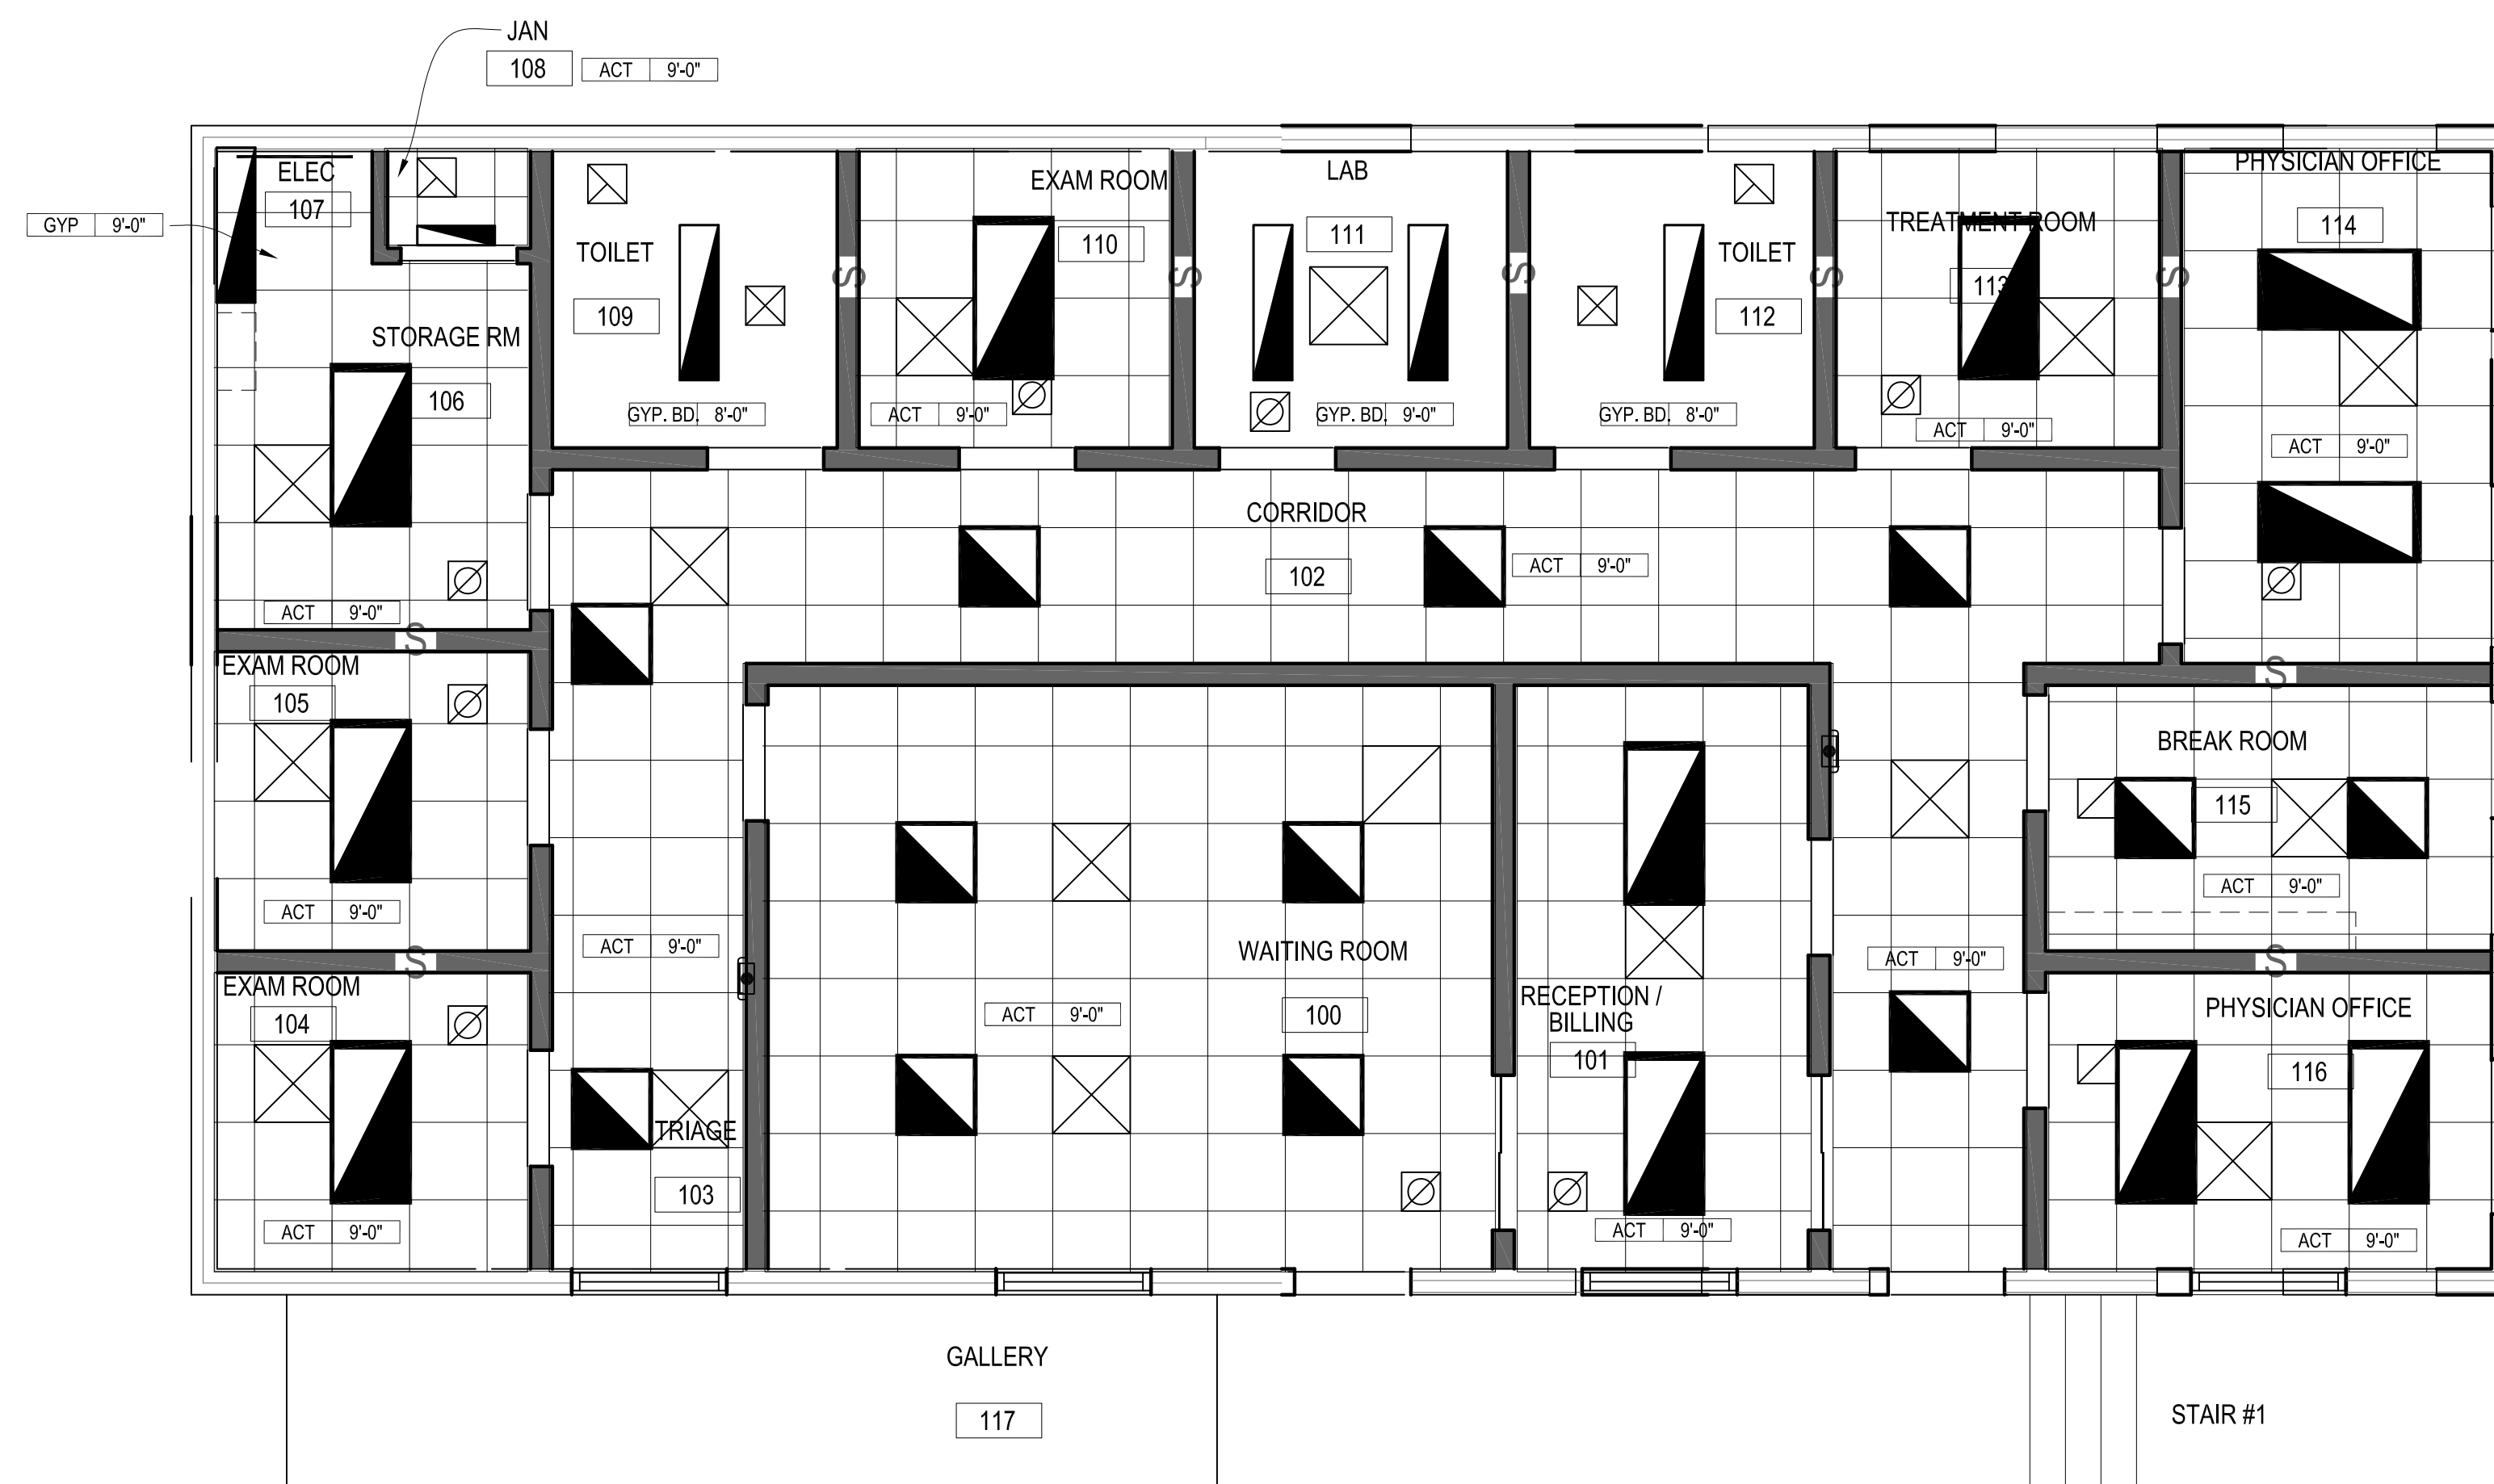 JAN
108
ACT 9'-0"
ELEC
107
GYP 9'-0"
TOILET
109
GYP. BD. 8'-0"
EXAM ROOM
110
ACT 9'-0"
LAB
111
GYP. BD. 9'-0"
TOILET
112
GYP. BD. 8'-0"
TREATMENT ROOM
113
ACT 9'-0"
PHYSICIAN OFFICE
114
ACT 9'-0"
STORAGE RM
106
ACT 9'-0"
CORRIDOR
102
ACT 9'-0"
S
S
S
S
S
S
S
S
S
EXAM ROOM
105
ACT 9'-0"
EXAM ROOM
104
ACT 9'-0"
ACT 9'-0"
TRIAGE
103
WAITING ROOM
100
ACT 9'-0"
RECEPTION /
BILLING
101
ACT 9'-0"
ACT 9'-0"
BREAK ROOM
115
ACT 9'-0"
PHYSICIAN OFFICE
116
ACT 9'-0"
GALLERY
117
STAIR #1